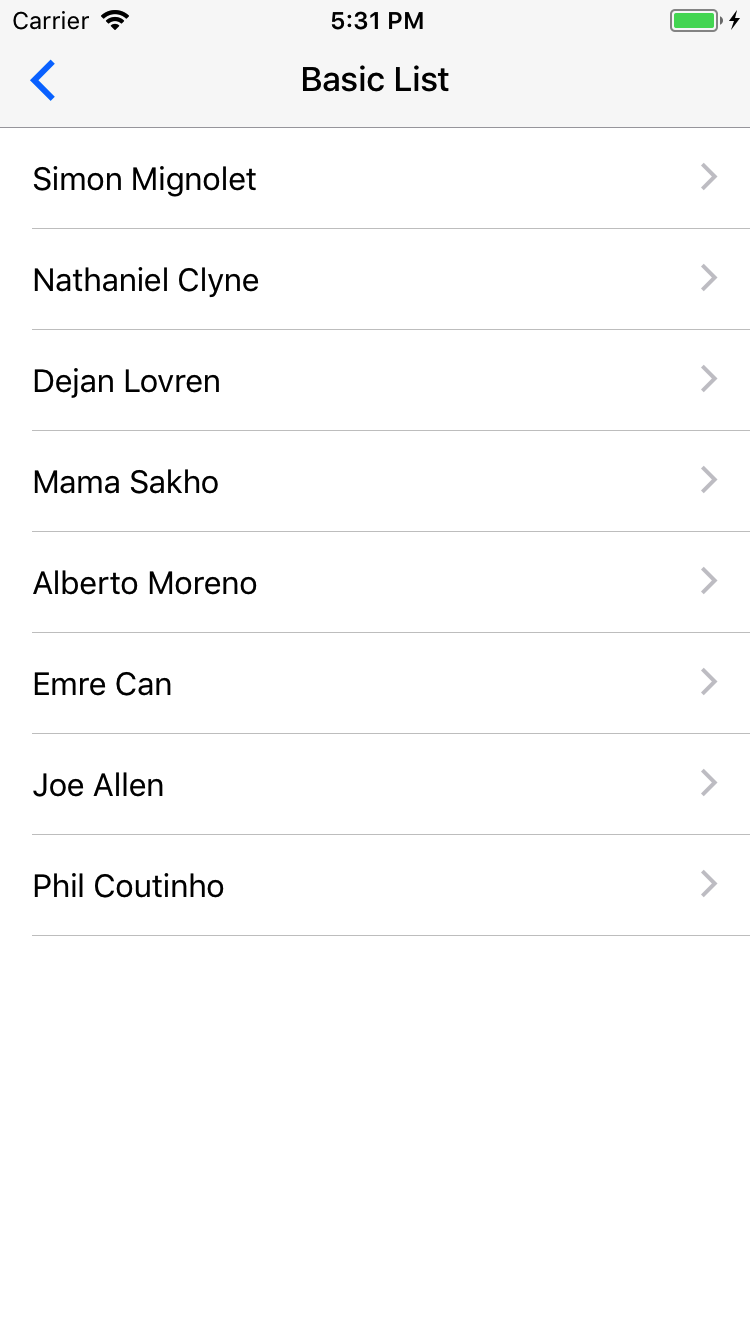 Carrier 5:31 PM
Basic List
Simon Mignolet
Nathaniel Clyne
Dejan Lovren
Mama Sakho
Alberto Moreno
Emre Can
Joe Allen
Phil Coutinho